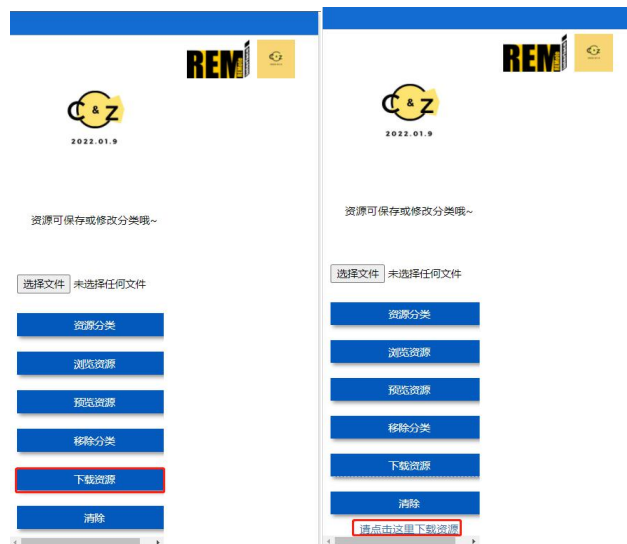 REMI
C & Z
2022.01.9
资源可保存或修改分类哦~
选择文件 未选择任何文件
资源分类
浏览资源
预览资源
移除分类
下载资源
清除
REMI
C & Z
2022.01.9
资源可保存或修改分类哦~
选择文件 未选择任何文件
资源分类
浏览资源
预览资源
移除分类
下载资源
清除
请点击这里下载资源